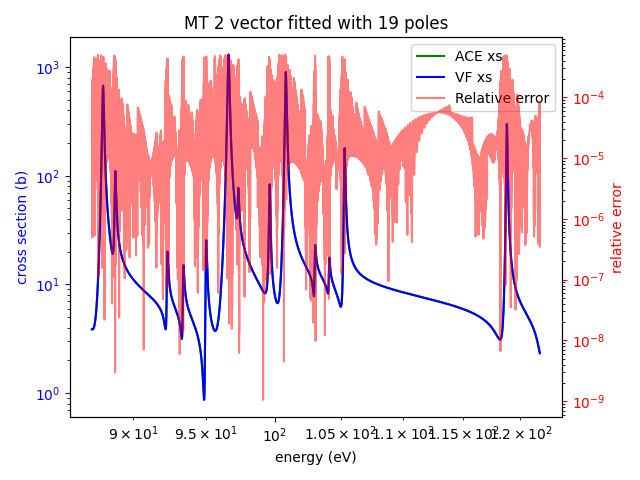 MT 2 vector fitted with 19 poles
ACE xs
VF xs
Relative error
10³
10²
10¹
10⁰
cross section (b)
10⁻⁴
10⁻⁵
10⁻⁶
10⁻⁷
10⁻⁸
10⁻⁹
relative error
9 × 10¹ 9.5 × 10¹ 10² 1.05 × 10² 1.1 × 10² 1.15 × 10² 1.2 × 10²
energy (eV)